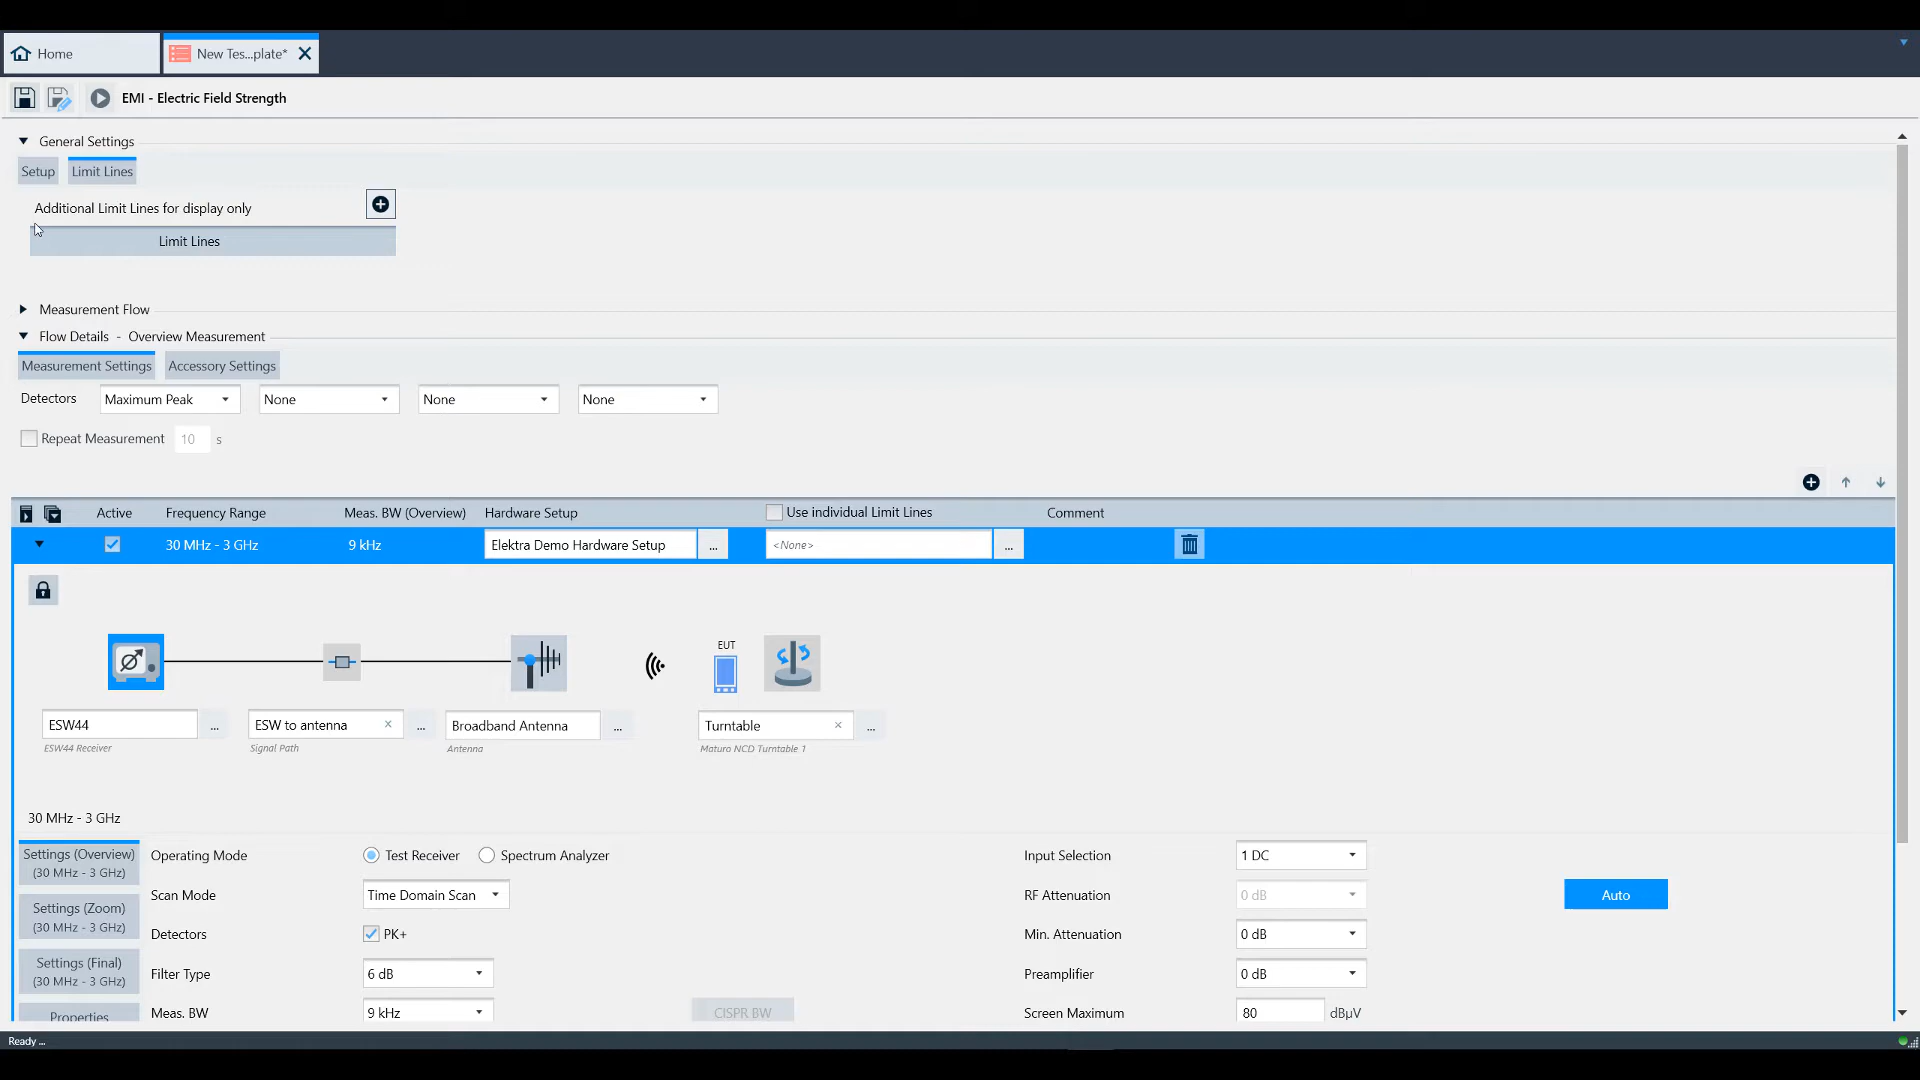 Home
New Tes...plate*
EMI - Electric Field Strength
General Settings
Setup Limit Lines
Additional Limit Lines for display only
Limit Lines
Measurement Flow
Flow Details - Overview Measurement
Measurement Settings Accessory Settings
Detectors Maximum Peak None None None
Repeat Measurement 10 s
Active Frequency Range Meas. BW (Overview) Hardware Setup Use individual Limit Lines Comment
30 MHz - 3 GHz 9 kHz Elektra Demo Hardware Setup ... <None> ...
EUT
ESW44 ... ESW to antenna × ... Broadband Antenna ... Turntable × ...
ESW44 Receiver Signal Path Antenna Maturo NCD Turntable 1
30 MHz - 3 GHz
Settings (Overview)
(30 MHz - 3 GHz)
Operating Mode Test Receiver Spectrum Analyzer Input Selection 1 DC
Scan Mode Time Domain Scan RF Attenuation 0 dB Auto
Settings (Zoom)
(30 MHz - 3 GHz)
Detectors PK+ Min. Attenuation 0 dB
Settings (Final)
(30 MHz - 3 GHz)
Filter Type 6 dB Preamplifier 0 dB
Properties
Meas. BW 9 kHz CISPR BW Screen Maximum 80 dBµV
Ready ...